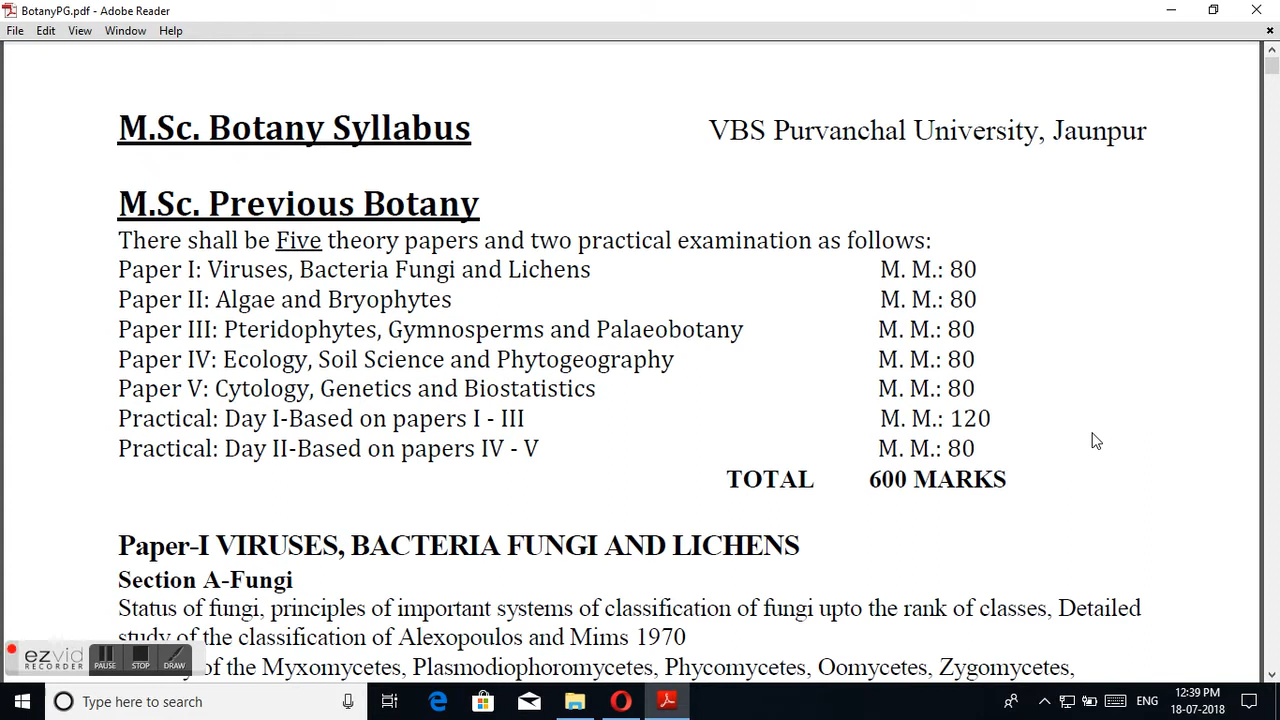 BotanyPG.pdf - Adobe Reader
File Edit View Window Help
M.Sc. Botany Syllabus VBS Purvanchal University, Jaunpur
M.Sc. Previous Botany
There shall be Five theory papers and two practical examination as follows:
Paper I: Viruses, Bacteria Fungi and Lichens M. M.: 80
Paper II: Algae and Bryophytes M. M.: 80
Paper III: Pteridophytes, Gymnosperms and Palaeobotany M. M.: 80
Paper IV: Ecology, Soil Science and Phytogeography M. M.: 80
Paper V: Cytology, Genetics and Biostatistics M. M.: 80
Practical: Day I-Based on papers I - III M. M.: 120
Practical: Day II-Based on papers IV - V M. M.: 80
TOTAL 600 MARKS
Paper-I VIRUSES, BACTERIA FUNGI AND LICHENS
Section A-Fungi
Status of fungi, principles of important systems of classification of fungi upto the rank of classes, Detailed
study of the classification of Alexopoulos and Mims 1970
of the Myxomycetes, Plasmodiophoromycetes, Phycomycetes, Oomycetes, Zygomycetes,
ezvid
RECORDER
PAUSE STOP DRAW
Type here to search
ENG
12:39 PM
18-07-2018